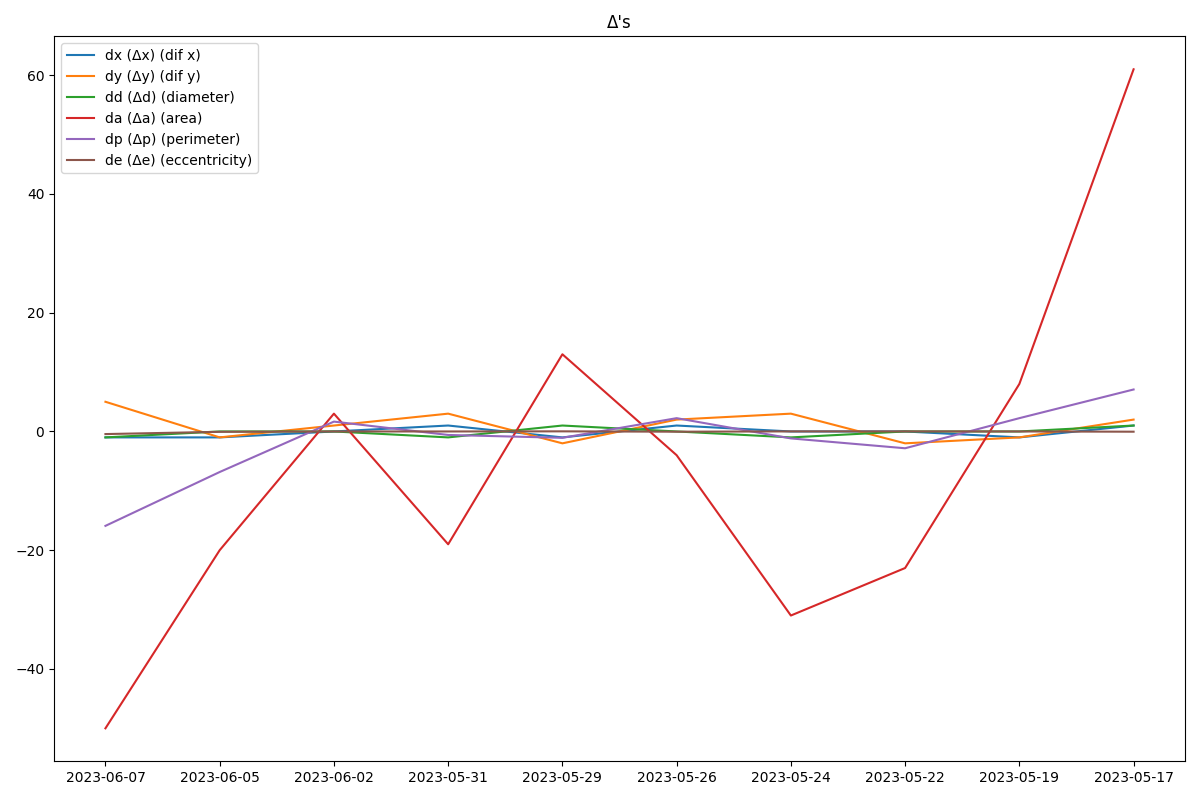 Δ's
dx (Δx) (dif x)
dy (Δy) (dif y)
dd (Δd) (diameter)
da (Δa) (area)
dp (Δp) (perimeter)
de (Δe) (eccentricity)
60
40
20
0
−20
−40
2023-06-07 2023-06-05 2023-06-02 2023-05-31 2023-05-29 2023-05-26 2023-05-24 2023-05-22 2023-05-19 2023-05-17